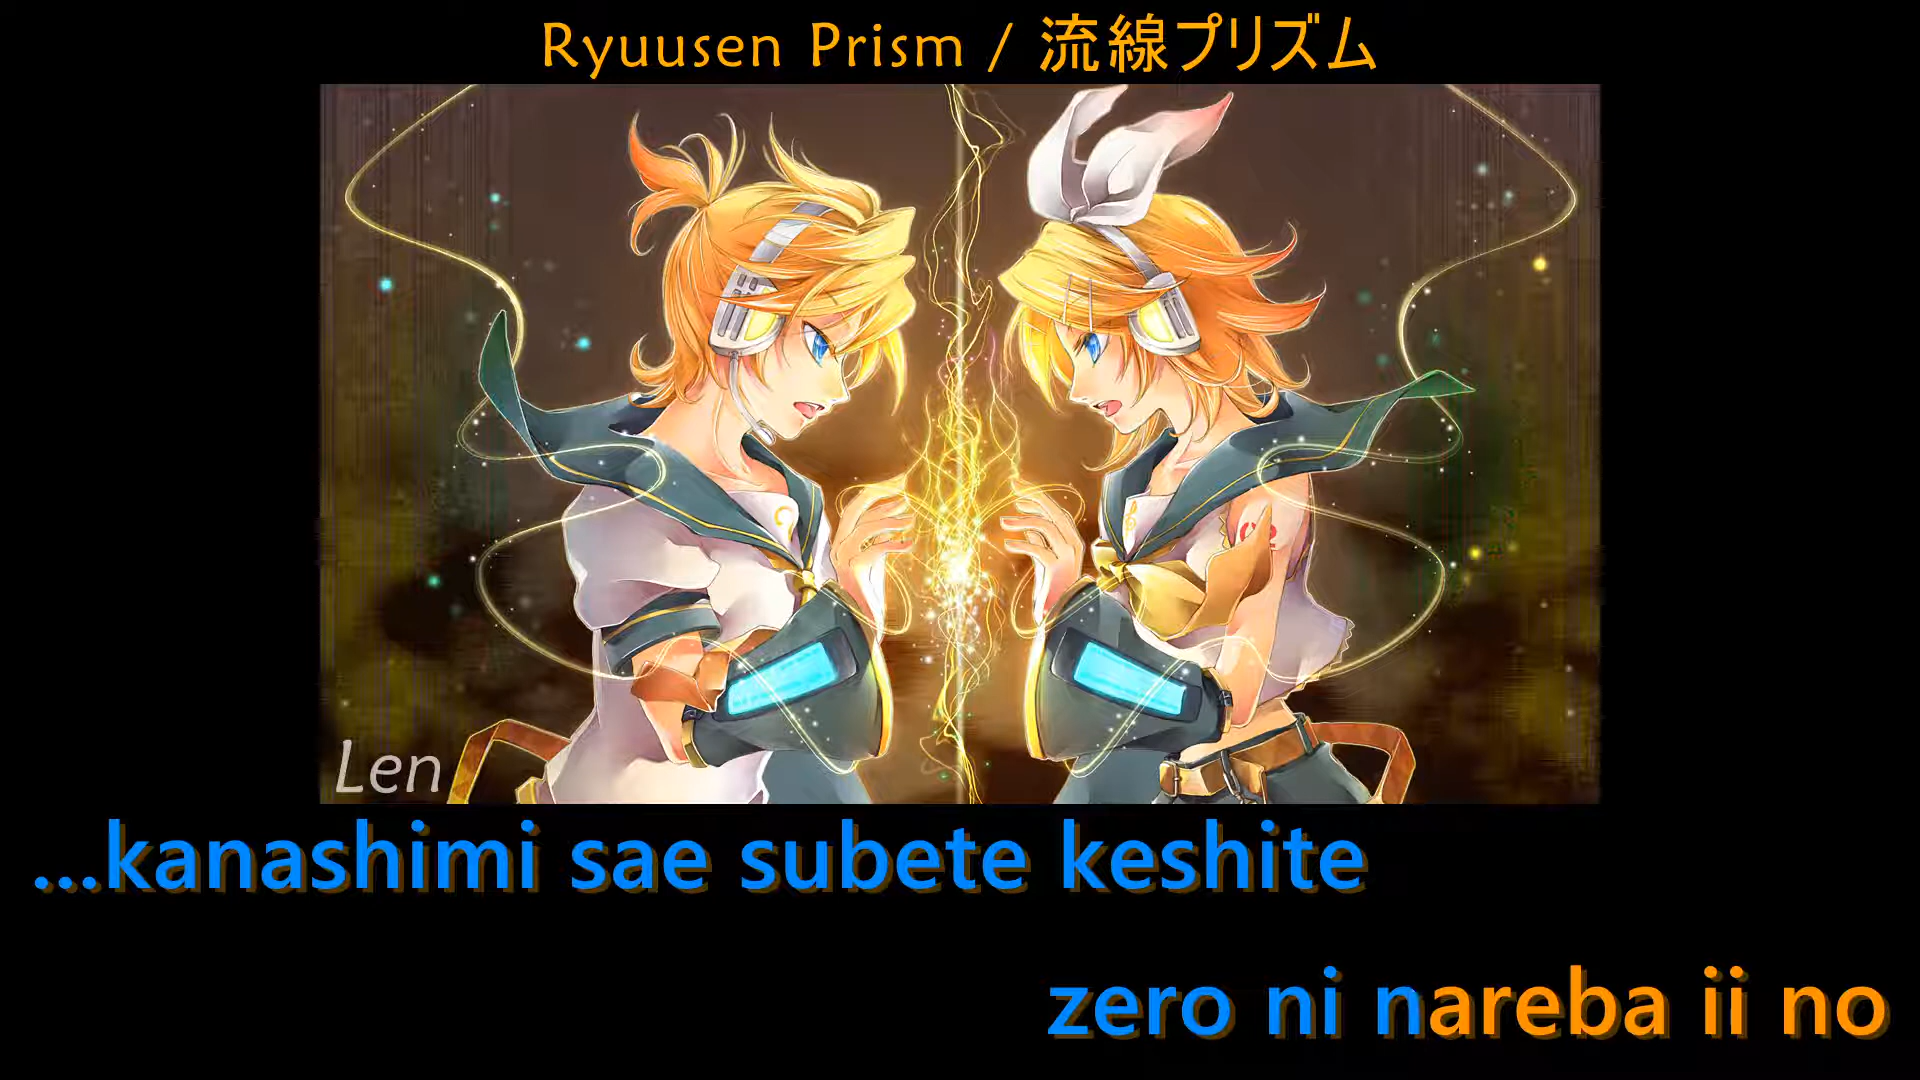 Ryuusen Prism / 流線プリズム
Len
...kanashimi sae subete keshite
zero ni nareba ii no